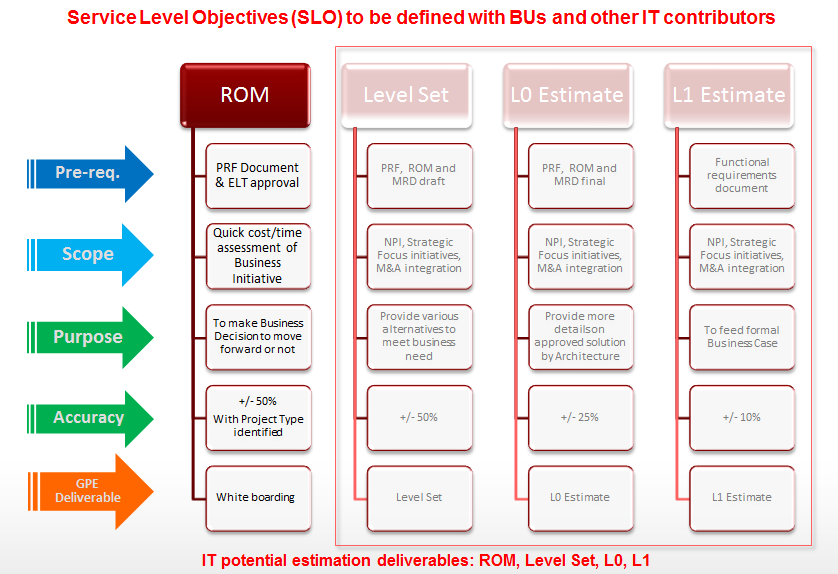 Service Level Objectives (SLO) to be defined with BUs and other IT contributors
ROM
Level Set
L0 Estimate
L1 Estimate
Pre-req.
PRF Document
& ELT approval
PRF, ROM and
MRD draft
PRF, ROM and
MRD final
Functional
requirements
document
Scope
Quick cost/time
assessment of
Business
Initiative
NPI, Strategic
Focus initiatives,
M&A integration
NPI, Strategic
Focus initiatives,
M&A integration
NPI, Strategic
Focus initiatives,
M&A integration
Purpose
To make Business
Decision to move
forward or not
Provide various
alternatives to
meet business
need
Provide more
details on
approved solution
by Architecture
To feed formal
Business Case
Accuracy
+/- 50%
With Project Type
identified
+/- 50%
+/- 25%
+/- 10%
GPE
Deliverable
White boarding
Level Set
L0 Estimate
L1 Estimate
IT potential estimation deliverables: ROM, Level Set, L0, L1